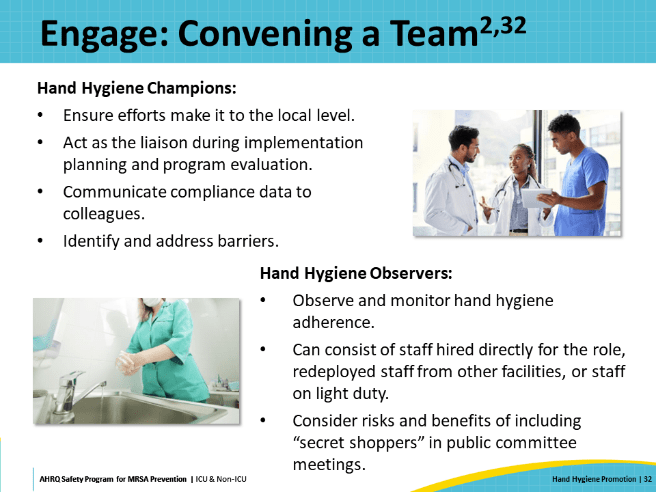 Engage: Convening a Team2,32
Hand Hygiene Champions:
• Ensure efforts make it to the local level.
• Act as the liaison during implementation
planning and program evaluation.
• Communicate compliance data to
colleagues.
• Identify and address barriers.
Hand Hygiene Observers:
• Observe and monitor hand hygiene
adherence.
• Can consist of staff hired directly for the role,
redeployed staff from other facilities, or staff
on light duty.
• Consider risks and benefits of including
“secret shoppers” in public committee
meetings.
AHRQ Safety Program for MRSA Prevention | ICU & Non-ICU
Hand Hygiene Promotion | 32